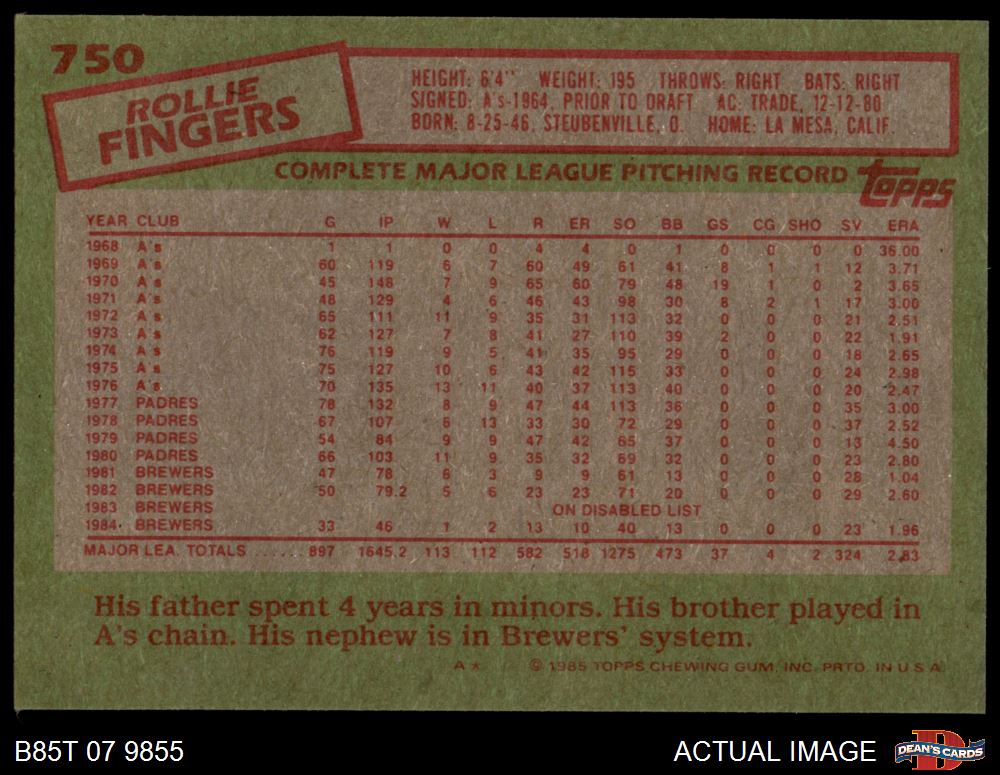 750
ROLLIE
FINGERS
HEIGHT: 6'4" WEIGHT: 195 THROWS: RIGHT BATS: RIGHT
SIGNED: A's-1964, PRIOR TO DRAFT AC: TRADE, 12-12-80
BORN: 8-25-46, STEUBENVILLE, O. HOME: LA MESA, CALIF.
COMPLETE MAJOR LEAGUE PITCHING RECORD topps
YEAR CLUB G IP W L R ER SO BB GS CG SHO SV ERA
1968 A's 1 1 0 0 4 4 0 1 0 0 0 0 36.00
1969 A's 60 119 6 7 60 49 61 41 8 1 1 12 3.71
1970 A's 45 148 7 9 65 60 79 48 19 1 0 2 3.65
1971 A's 48 129 4 6 46 43 98 30 8 2 1 17 3.00
1972 A's 65 111 11 9 35 31 113 32 0 0 0 21 2.51
1973 A's 62 127 7 8 41 27 110 39 2 0 0 22 1.91
1974 A's 76 119 9 5 41 35 95 29 0 0 0 18 2.65
1975 A's 75 127 10 6 43 42 115 33 0 0 0 24 2.98
1976 A's 70 135 13 11 40 37 113 40 0 0 0 20 2.47
1977 PADRES 78 132 8 9 47 44 113 36 0 0 0 35 3.00
1978 PADRES 67 107 6 13 33 30 72 29 0 0 0 37 2.52
1979 PADRES 54 84 9 9 47 42 65 37 0 0 0 13 4.50
1980 PADRES 66 103 11 9 35 32 69 32 0 0 0 23 2.80
1981 BREWERS 47 78 6 3 9 9 61 13 0 0 0 28 1.04
1982 BREWERS 50 79.2 5 6 23 23 71 20 0 0 0 29 2.60
1983 BREWERS ON DISABLED LIST
1984 BREWERS 33 46 1 2 13 10 40 13 0 0 0 23 1.96
MAJOR LEA. TOTALS ...... 897 1645.2 113 112 582 518 1275 473 37 4 2 324 2.83
His father spent 4 years in minors. His brother played in
A's chain. His nephew is in Brewers' system.
A* © 1985 TOPPS CHEWING GUM, INC. PRTD. IN U S A
B85T 07 9855 ACTUAL IMAGE DEAN'S CARDS